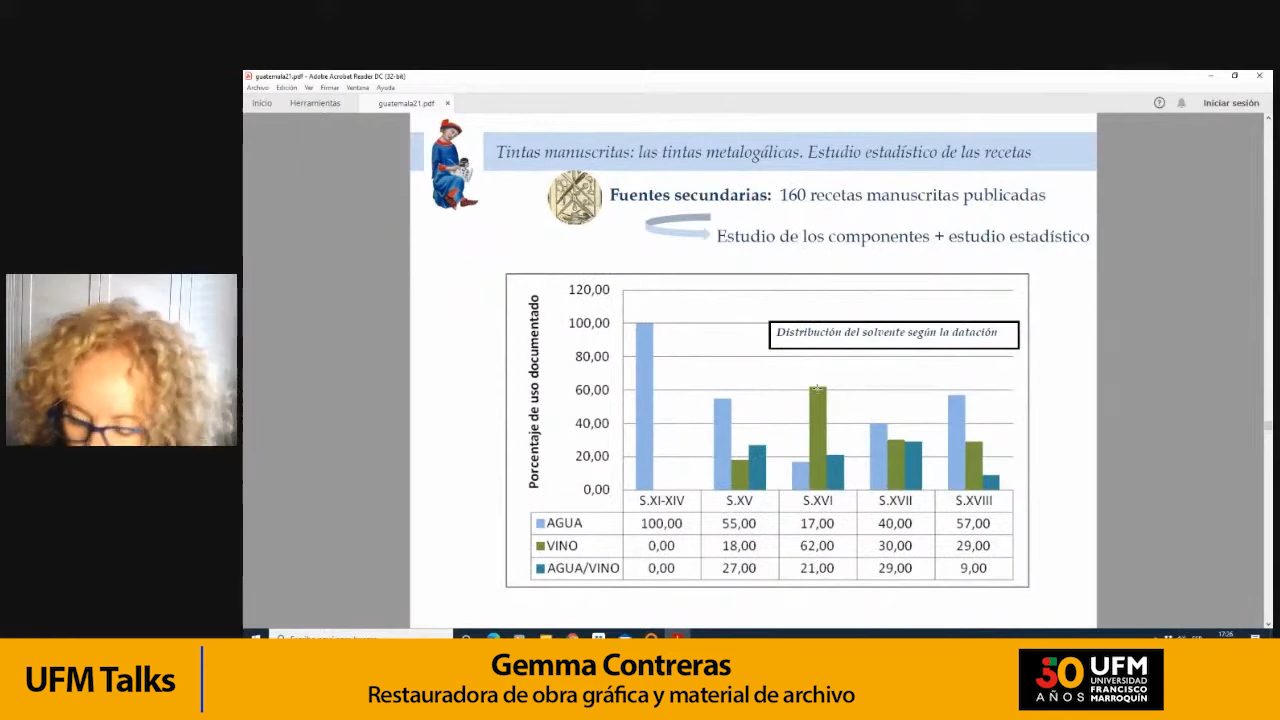 guatemala21.pdf - Adobe Acrobat Reader DC (32-bit)
Archivo Edición Ver Firmar Ventana Ayuda
Inicio Herramientas guatemala21.pdf × Iniciar sesión
Tintas manuscritas: las tintas metalogálicas. Estudio estadístico de las recetas
Fuentes secundarias: 160 recetas manuscritas publicadas
Estudio de los componentes + estudio estadístico
Porcentaje de uso documentado
120,00
100,00
80,00
60,00
40,00
20,00
0,00
Distribución del solvente según la datación
S.XI-XIV S.XV S.XVI S.XVII S.XVIII
AGUA 100,00 55,00 17,00 40,00 57,00
VINO 0,00 18,00 62,00 30,00 29,00
AGUA/VINO 0,00 27,00 21,00 29,00 9,00
17:26
UFM Talks
Gemma Contreras
Restauradora de obra gráfica y material de archivo
50
AÑOS
UFM
UNIVERSIDAD
FRANCISCO
MARROQUÍN